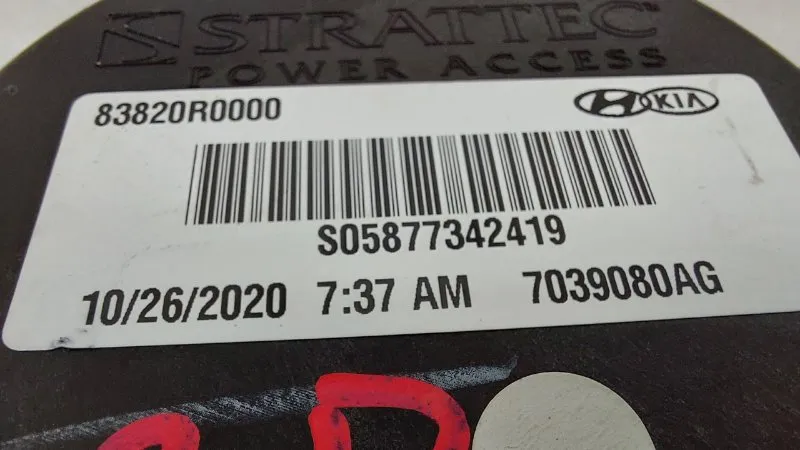 STRATTEC
POWER ACCESS
83820R0000 KIA
S05877342419
10/26/2020 7:37 AM 7039080AG